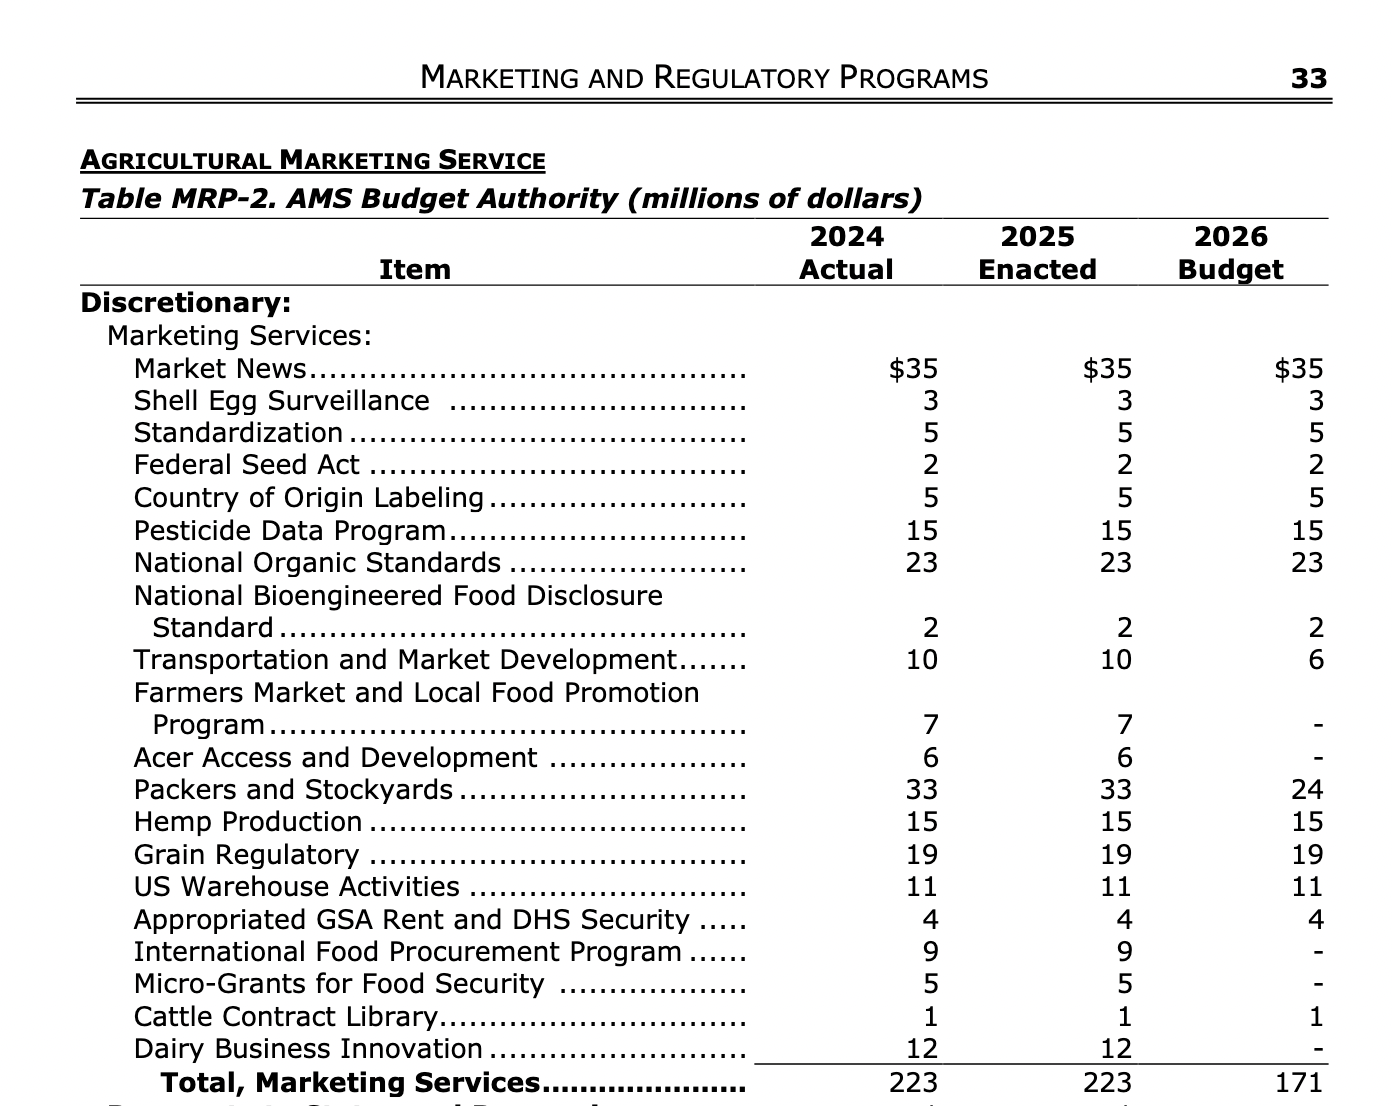 MARKETING AND REGULATORY PROGRAMS 33
AGRICULTURAL MARKETING SERVICE
Table MRP-2. AMS Budget Authority (millions of dollars)
2024 2025 2026
Item Actual Enacted Budget
Discretionary:
Marketing Services:
Market News............................................ $35 $35 $35
Shell Egg Surveillance .............................. 3 3 3
Standardization ........................................ 5 5 5
Federal Seed Act ...................................... 2 2 2
Country of Origin Labeling .......................... 5 5 5
Pesticide Data Program.............................. 15 15 15
National Organic Standards ........................ 23 23 23
National Bioengineered Food Disclosure
Standard ............................................... 2 2 2
Transportation and Market Development....... 10 10 6
Farmers Market and Local Food Promotion
Program ................................................ 7 7 -
Acer Access and Development .................... 6 6 -
Packers and Stockyards ............................. 33 33 24
Hemp Production ...................................... 15 15 15
Grain Regulatory ...................................... 19 19 19
US Warehouse Activities ............................ 11 11 11
Appropriated GSA Rent and DHS Security ..... 4 4 4
International Food Procurement Program ...... 9 9 -
Micro-Grants for Food Security ................... 5 5 -
Cattle Contract Library............................... 1 1 1
Dairy Business Innovation .......................... 12 12 -
Total, Marketing Services...................... 223 223 171